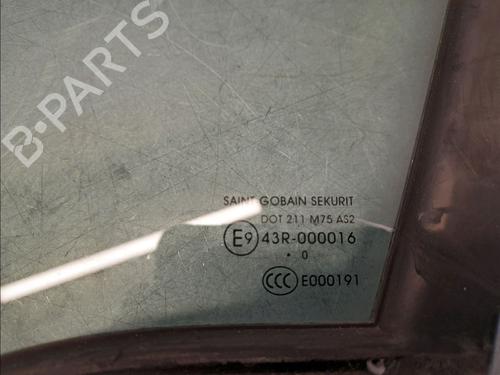 B-PARTS
SAINT GOBAIN SEKURIT
DOT 211 M75 AS2
E9 43R-000016
• 0
CCC E000191